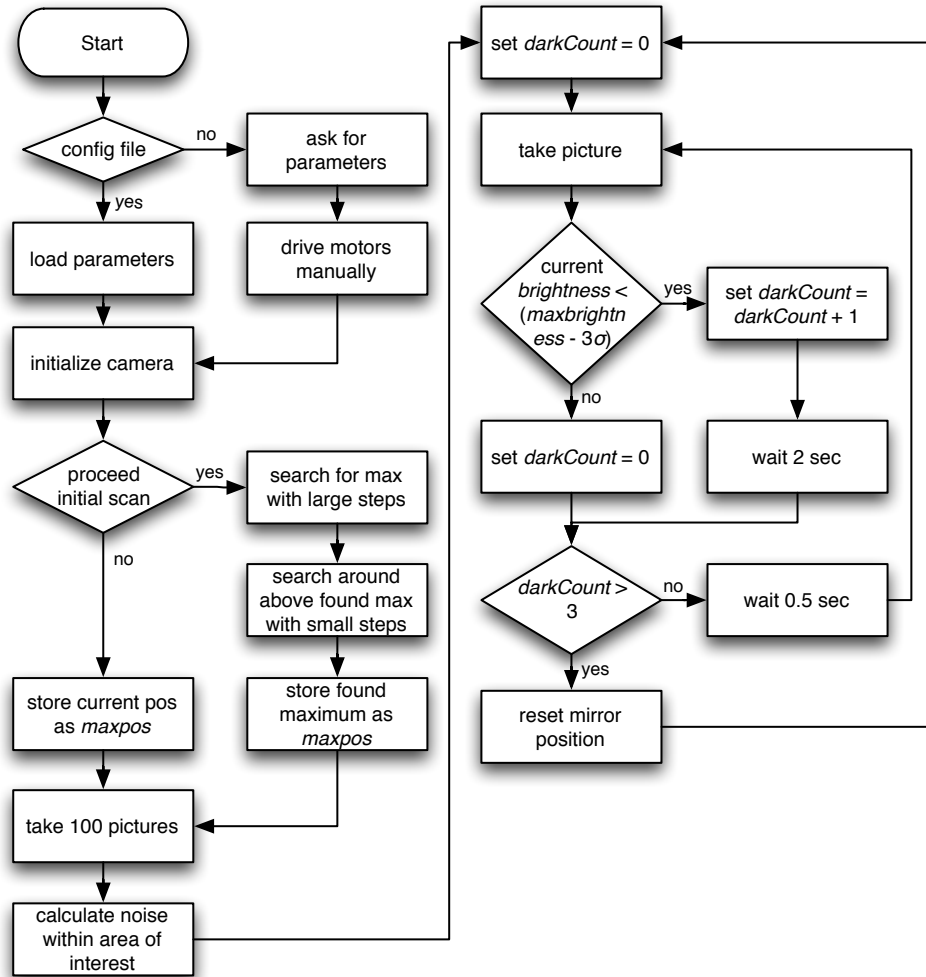 Start
config file
no
yes
ask for
parameters
load parameters
drive motors
manually
initialize camera
proceed
initial scan
yes
no
search for max
with large steps
search around
above found max
with small steps
store current pos
as maxpos
store found
maximum as
maxpos
take 100 pictures
calculate noise
within area of
interest
set darkCount = 0
take picture
current
brightness <
(maxbrightn
ess - 3σ)
yes
no
set darkCount =
darkCount + 1
set darkCount = 0
wait 2 sec
darkCount >
3
no
yes
wait 0.5 sec
reset mirror
position